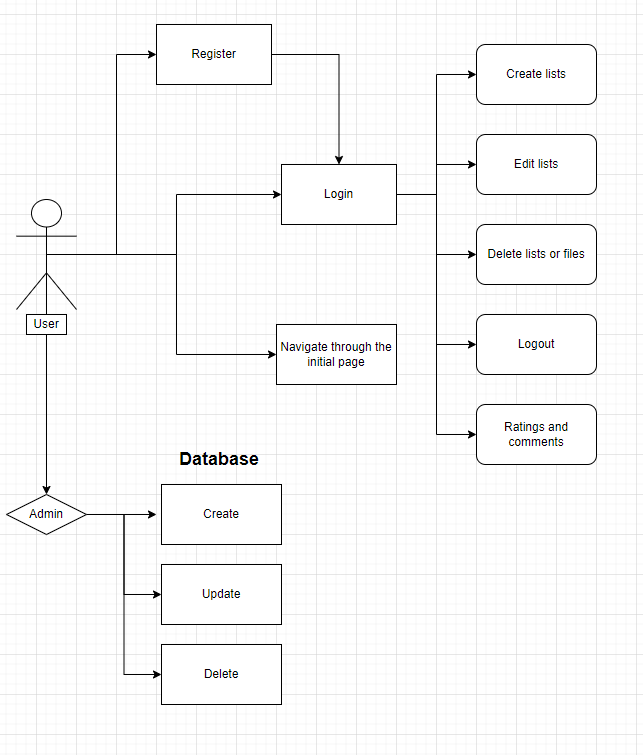 Register
Create lists
Edit lists
Login
Delete lists or files
User
Navigate through the
initial page
Logout
Ratings and
comments
Database
Admin
Create
Update
Delete